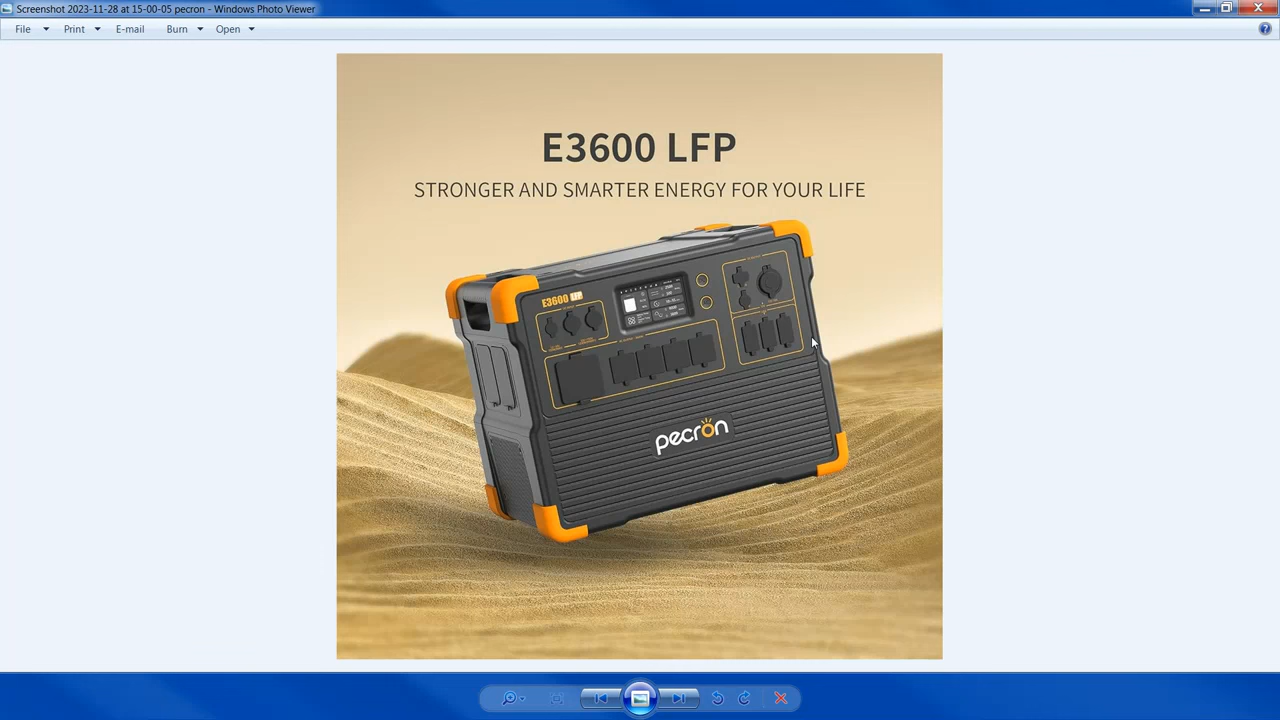 Screenshot 2023-11-28 at 15-00-05 pecron - Windows Photo Viewer
File Print E-mail Burn Open
E3600 LFP
STRONGER AND SMARTER ENERGY FOR YOUR LIFE
E3600 LFP
pecron